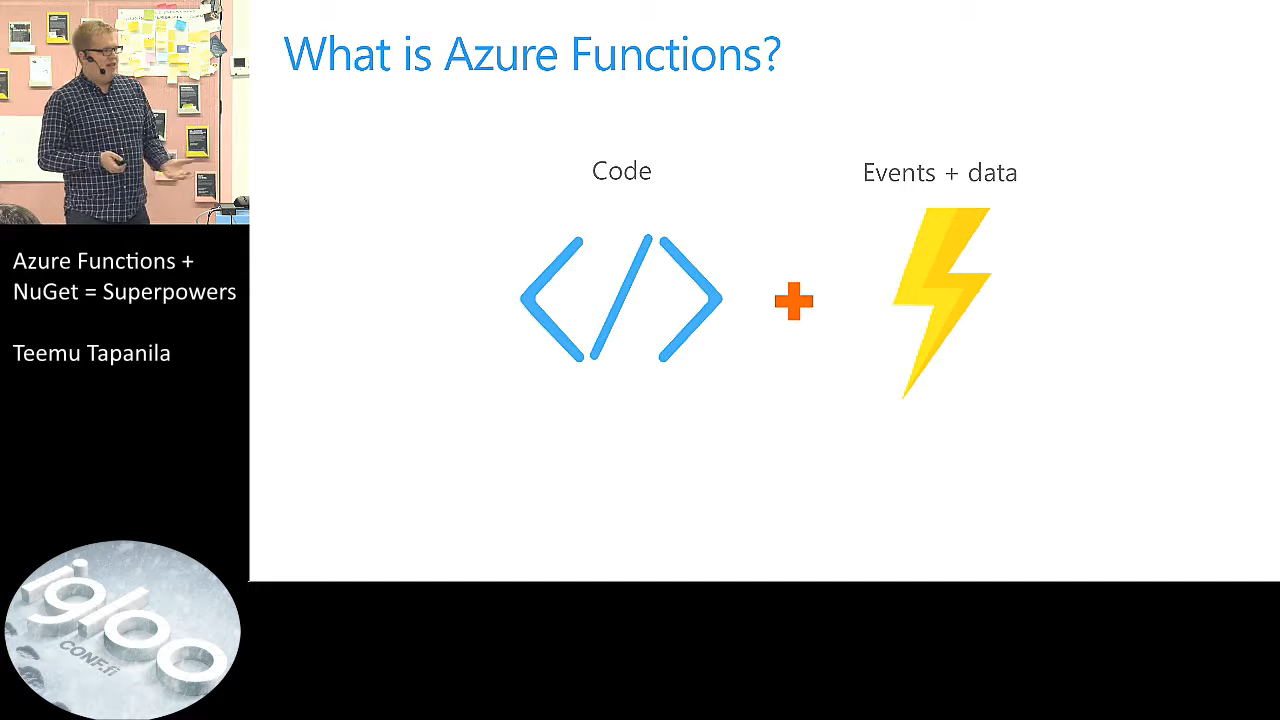 What is Azure Functions?
Code
Events + data
Azure Functions +
NuGet = Superpowers
Teemu Tapanila
igloo
CONF.fi